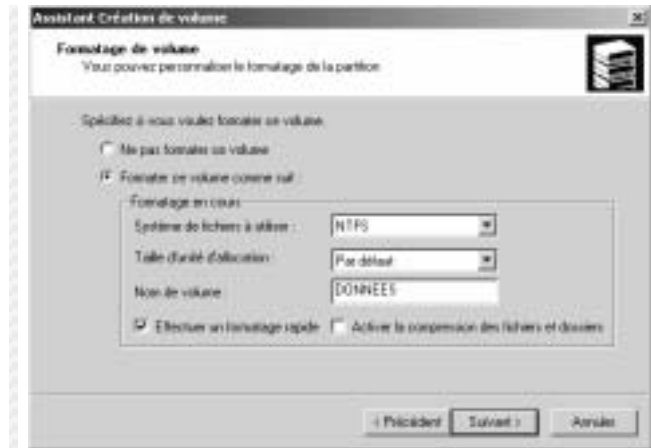 Assistant Création de volume
Formatage de volume
Vous pouvez personnaliser le formatage de la partition
Spécifiez si vous voulez formater ce volume.
Ne pas formater ce volume
Formater ce volume comme suit :
Formatage en cours
Système de fichiers à utiliser : NTFS
Taille d'unité d'allocation : Par défaut
Nom de volume : DONNEES
Effectuer un formatage rapide Activer la compression des fichiers et dossiers
< Précédent Suivant > Annuler